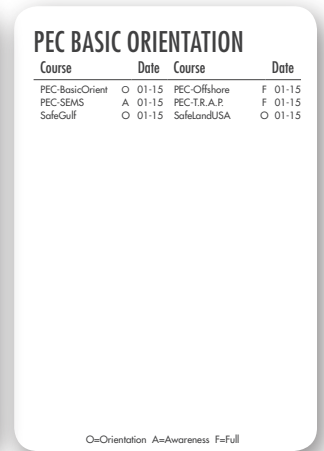 PEC BASIC ORIENTATION
Course Date Course Date
PEC-BasicOrient O 01-15 PEC-Offshore F 01-15
PEC-SEMS A 01-15 PEC-T.R.A.P. F 01-15
SafeGulf O 01-15 SafeLandUSA O 01-15
O=Orientation A=Awareness F=Full